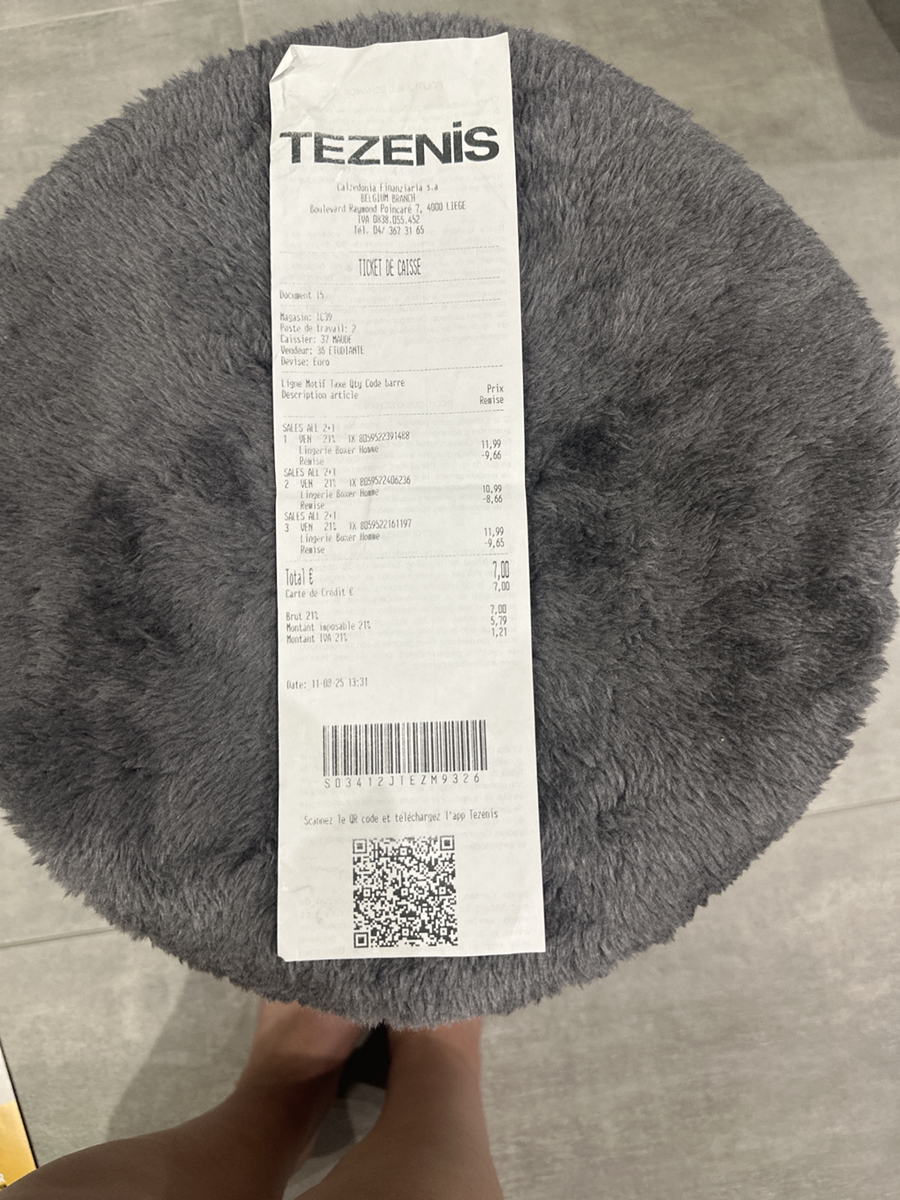 TEZENIS
Calzedonia Finanziaria s.a
BELGIUM BRANCH
Boulevard Raymond Poincaré 7, 4000 LIEGE
IVA 0838.055.452
Tél. 04/ 367 31 65
TICKET DE CAISSE
Document 15
Magasin: IC39
Poste de travail: 2
Caissier: 37 MAUDE
Vendeur: 36 ETUDIANTE
Devise: Euro
Ligne Motif Taxe Qty Code barre Prix
Description article Remise
SALES ALL 2+1
1 VEN 21% 1X 8059522391488 11,99
Lingerie Boxer Homme
Remise -9,66
SALES ALL 2+1
2 VEN 21% 1X 8059522406236 10,99
Lingerie Boxer Homme
Remise -8,66
SALES ALL 2+1
3 VEN 21% 1X 8059522161197 11,99
Lingerie Boxer Homme
Remise -9,65
Total € 7,00
Carte de Crédit € 7,00
Brut 21% 7,00
Montant imposable 21% 5,79
Montant IVA 21% 1,21
Date: 11-08-25 13:31
S03412JTEZM9326
Scannez le QR code et téléchargez l'app Tezenis